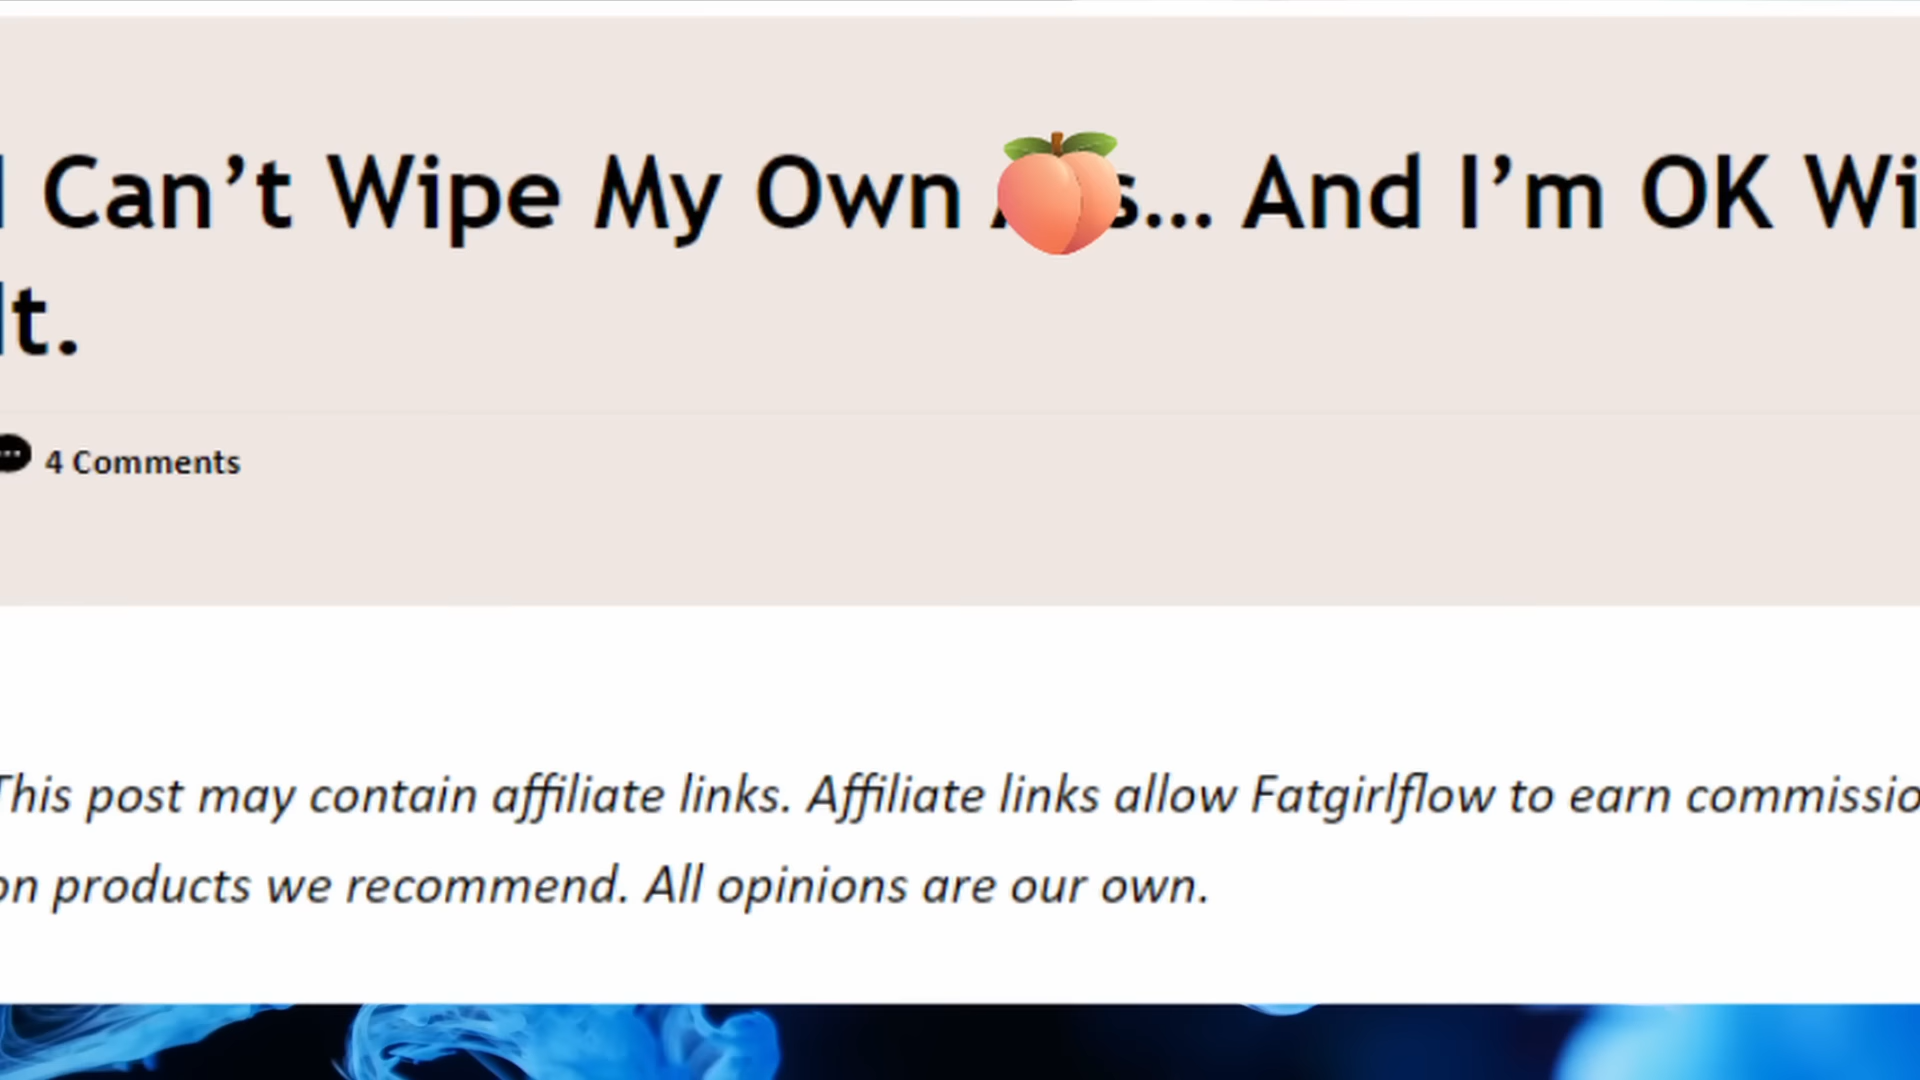 I Can’t Wipe My Own s... And I’m OK Wi
It.
4 Comments
This post may contain affiliate links. Affiliate links allow Fatgirlflow to earn commissio
on products we recommend. All opinions are our own.